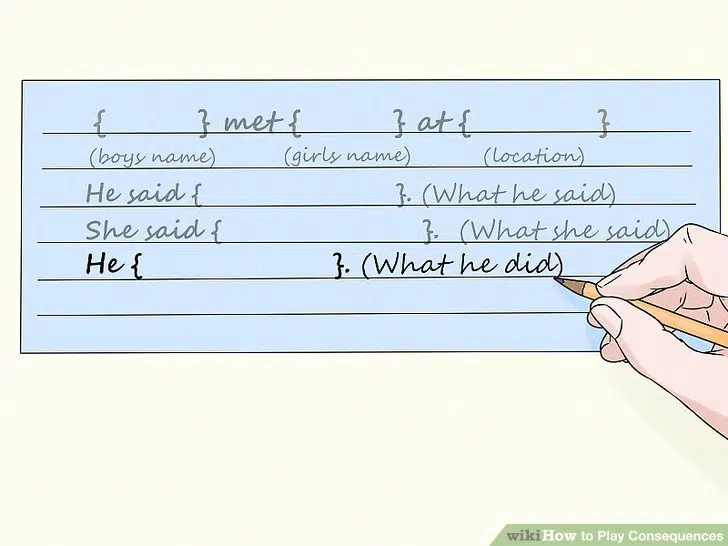 { } met { } at { }
(boys name) (girls name) (location)
He said { }. (What he said)
She said { }. (What she said)
He { }. (What he did)
wikiHow to Play Consequences